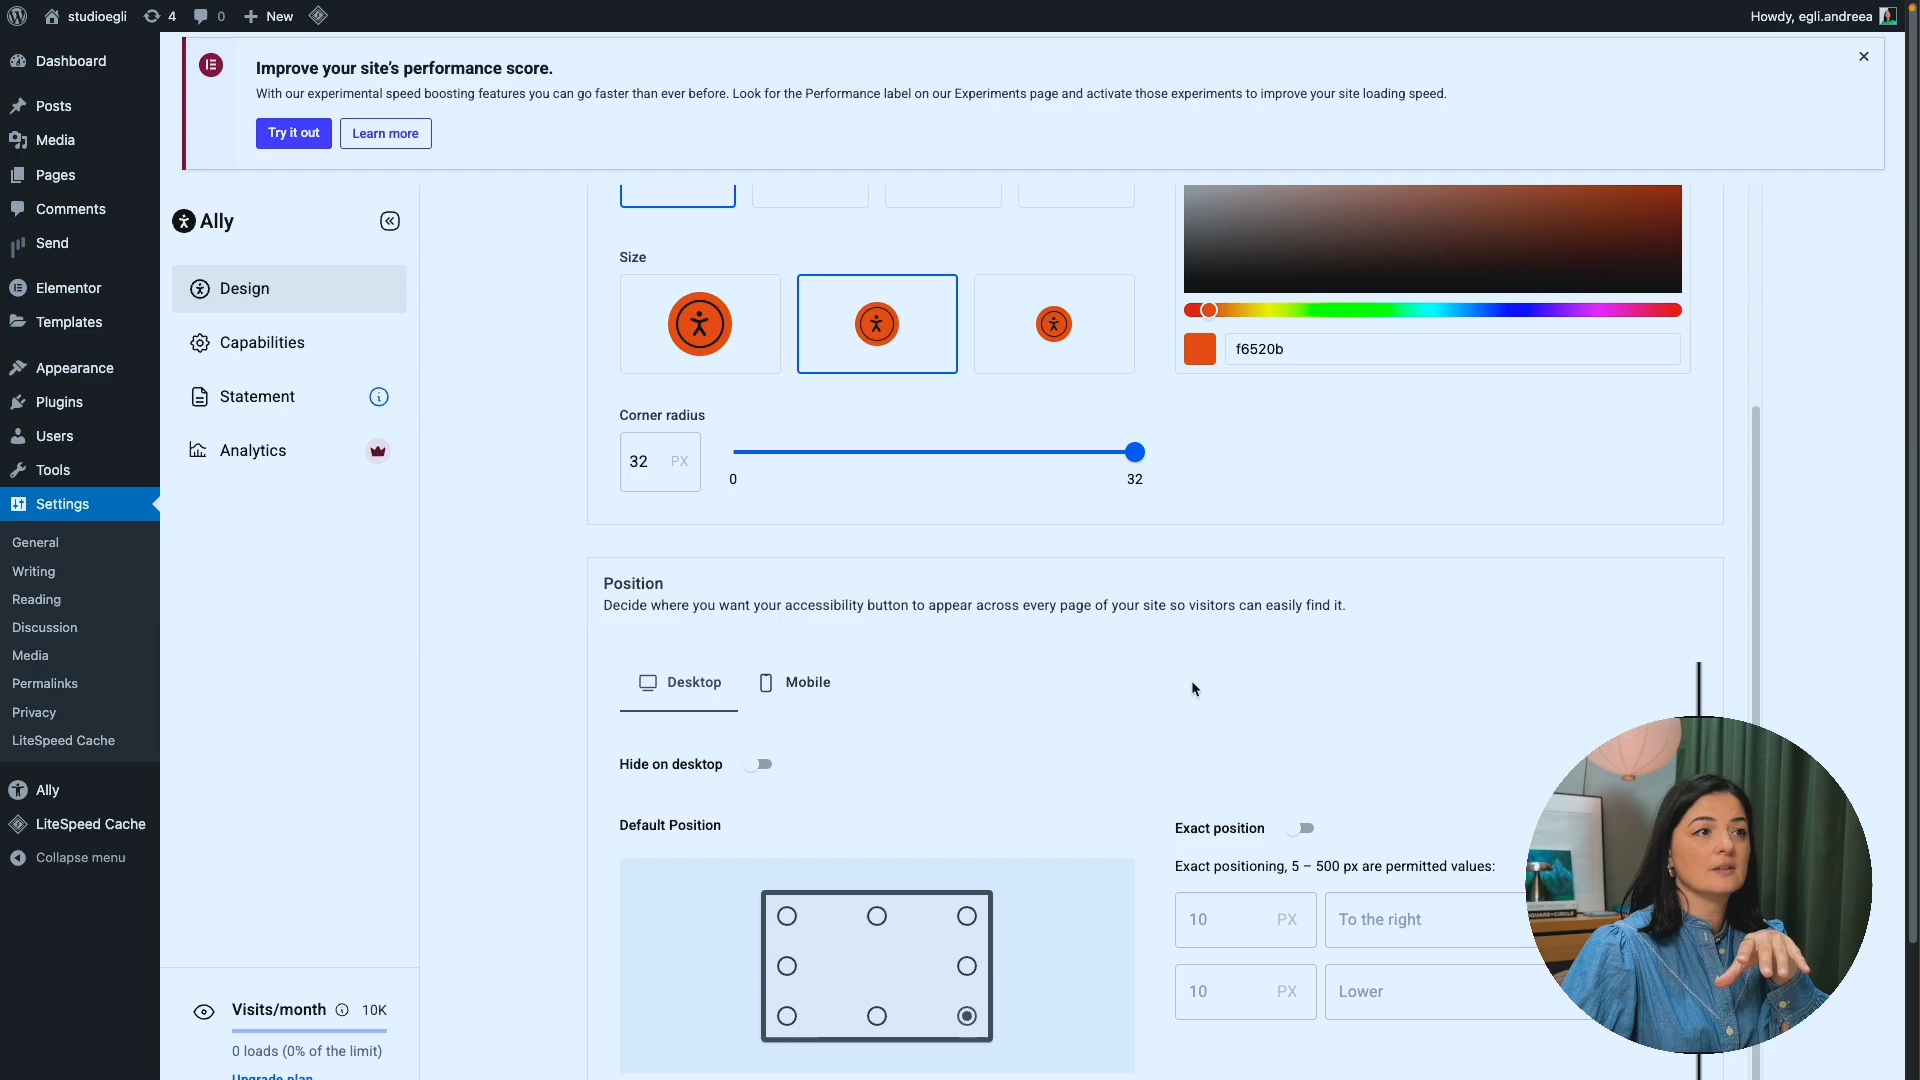 studioegli
4
0
New
Howdy, egli.andreea
Dashboard
Posts
Media
Pages
Comments
Send
Elementor
Templates
Appearance
Plugins
Users
Tools
Settings
General
Writing
Reading
Discussion
Media
Permalinks
Privacy
LiteSpeed Cache
Ally
LiteSpeed Cache
Collapse menu
Improve your site's performance score.
With our experimental speed boosting features you can go faster than ever before. Look for the Performance label on our Experiments page and activate those experiments to improve your site loading speed.
Try it out
Learn more
Ally
Design
Capabilities
Statement
Analytics
Visits/month
10K
0 loads (0% of the limit)
Upgrade plan
Size
f6520b
Corner radius
32 PX
0
32
Position
Decide where you want your accessibility button to appear across every page of your site so visitors can easily find it.
Desktop
Mobile
Hide on desktop
Default Position
Exact position
Exact positioning, 5 – 500 px are permitted values:
10 PX
To the right
10 PX
Lower